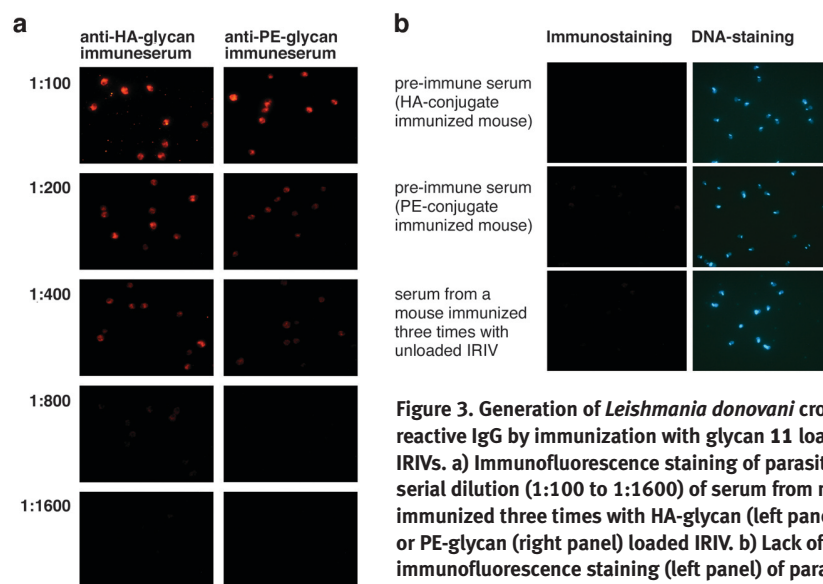 a
anti-HA-glycan
immuneserum
anti-PE-glycan
immuneserum
1:100
1:200
1:400
1:800
1:1600
b
Immunostaining
DNA-staining
pre-immune serum
(HA-conjugate
immunized mouse)
pre-immune serum
(PE-conjugate
immunized mouse)
serum from a
mouse immunized
three times with
unloaded IRIV
Figure 3. Generation of Leishmania donovani
reactive IgG by immunization with glycan 11
IRIVs. a) Immunofluorescence staining of
serial dilution (1:100 to 1:1600) of serum from
immunized three times with HA-glycan (left
or PE-glycan (right panel) loaded IRIV. b) Lack of
immunofluorescence staining (left panel) of